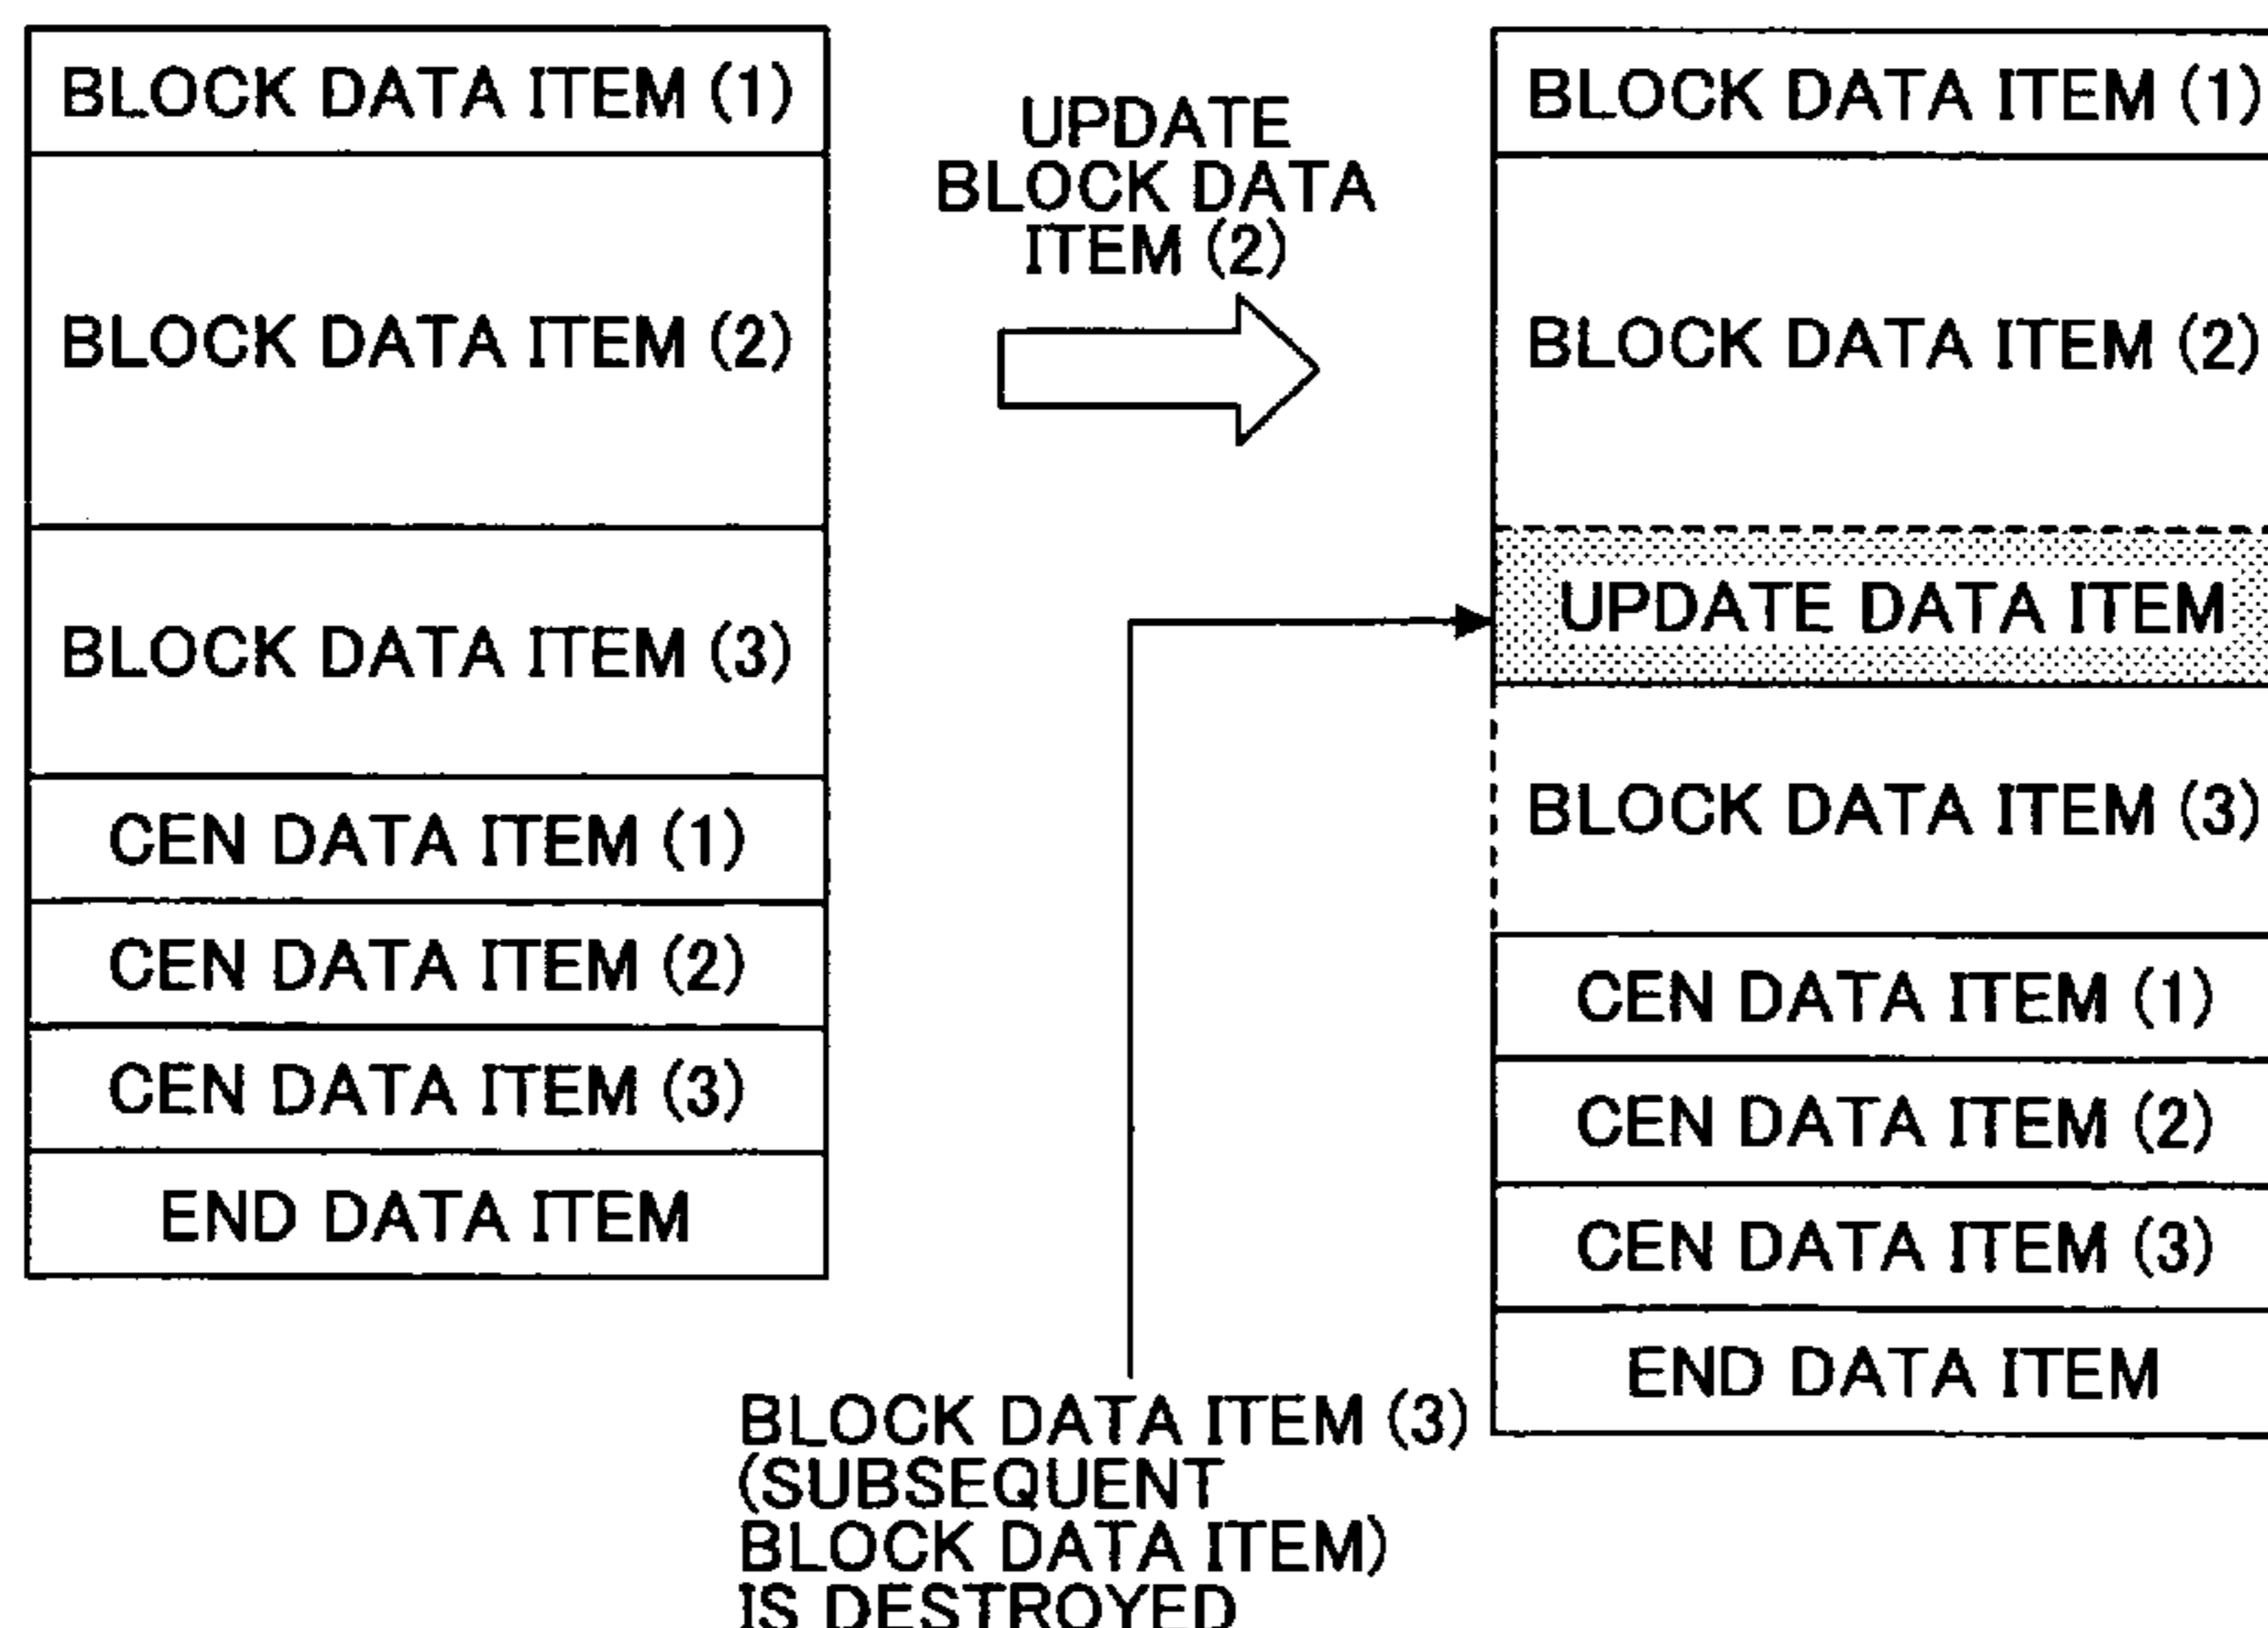 BLOCK DATA ITEM (1)
BLOCK DATA ITEM (2)
BLOCK DATA ITEM (3)
CEN DATA ITEM (1)
CEN DATA ITEM (2)
CEN DATA ITEM (3)
END DATA ITEM
UPDATE
BLOCK DATA
ITEM (2)
BLOCK DATA ITEM (3)
(SUBSEQUENT
BLOCK DATA ITEM)
IS DESTROYED
BLOCK DATA ITEM (1)
BLOCK DATA ITEM (2)
UPDATE DATA ITEM
BLOCK DATA ITEM (3)
CEN DATA ITEM (1)
CEN DATA ITEM (2)
CEN DATA ITEM (3)
END DATA ITEM